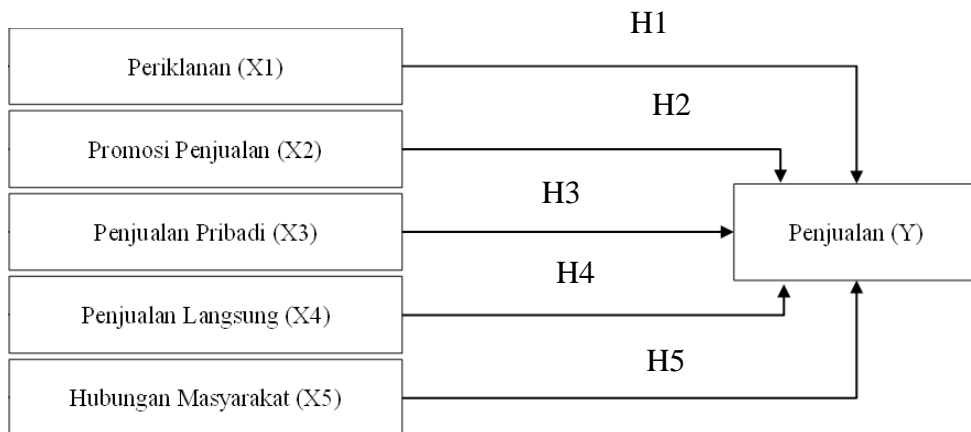 H1
Periklanan (X1)
H2
Promosi Penjualan (X2)
H3
Penjualan Pribadi (X3)
Penjualan (Y)
H4
Penjualan Langsung (X4)
H5
Hubungan Masyarakat (X5)